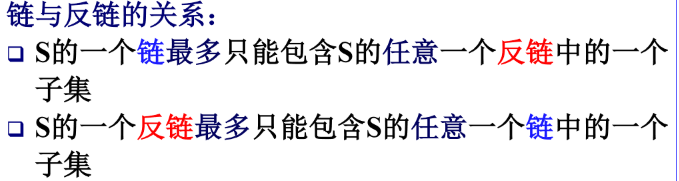 链与反链的关系：
❑ S的一个链最多只能包含S的任意一个反链中的一个
子集
❑ S的一个反链最多只能包含S的任意一个链中的一个
子集